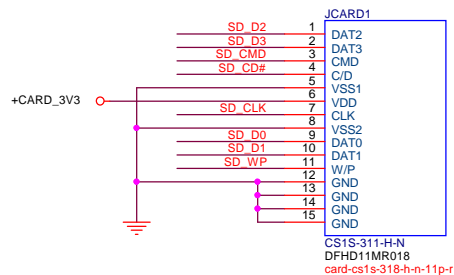 JCARD1
SD_D2 1 DAT2
SD_D3 2 DAT3
SD_CMD 3 CMD
SD_CD# 4 C/D
5 VSS1
+CARD_3V3 6 VDD
SD_CLK 7 CLK
8 VSS2
SD_D0 9 DAT0
SD_D1 10 DAT1
SD_WP 11 W/P
12 GND
13 GND
14 GND
15 GND
CS1S-311-H-N
DFHD11MR018
card-cs1s-318-h-n-11p-r